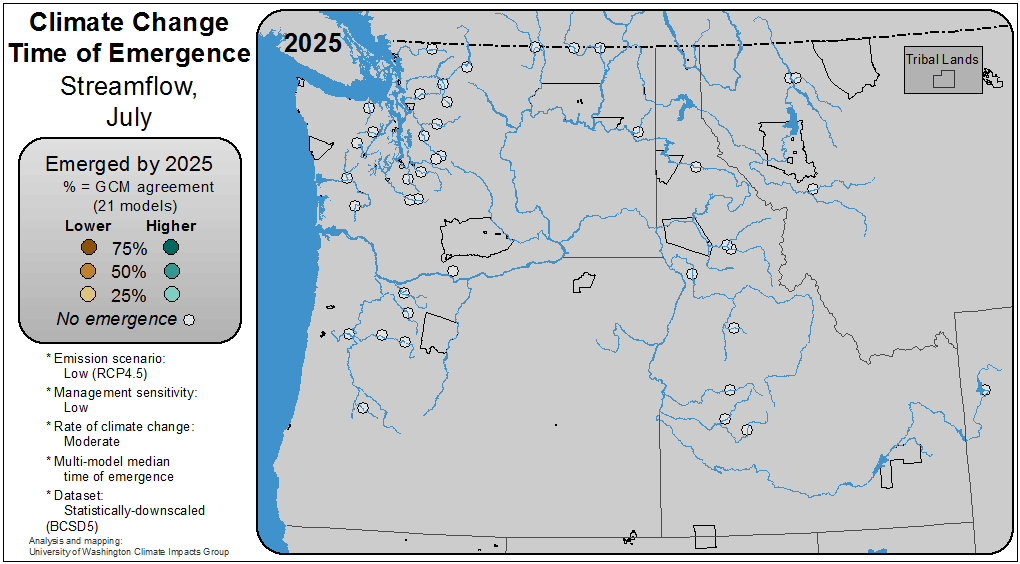 Climate Change
Time of Emergence
Streamflow,
July
Emerged by 2025
% = GCM agreement
(21 models)
Lower Higher
75%
50%
25%
No emergence
* Emission scenario:
Low (RCP4.5)
* Management sensitivity:
Low
* Rate of climate change:
Moderate
* Multi-model median
time of emergence
* Dataset:
Statistically-downscaled
(BCSD5)
Analysis and mapping:
University of Washington Climate Impacts Group
2025
Tribal Lands